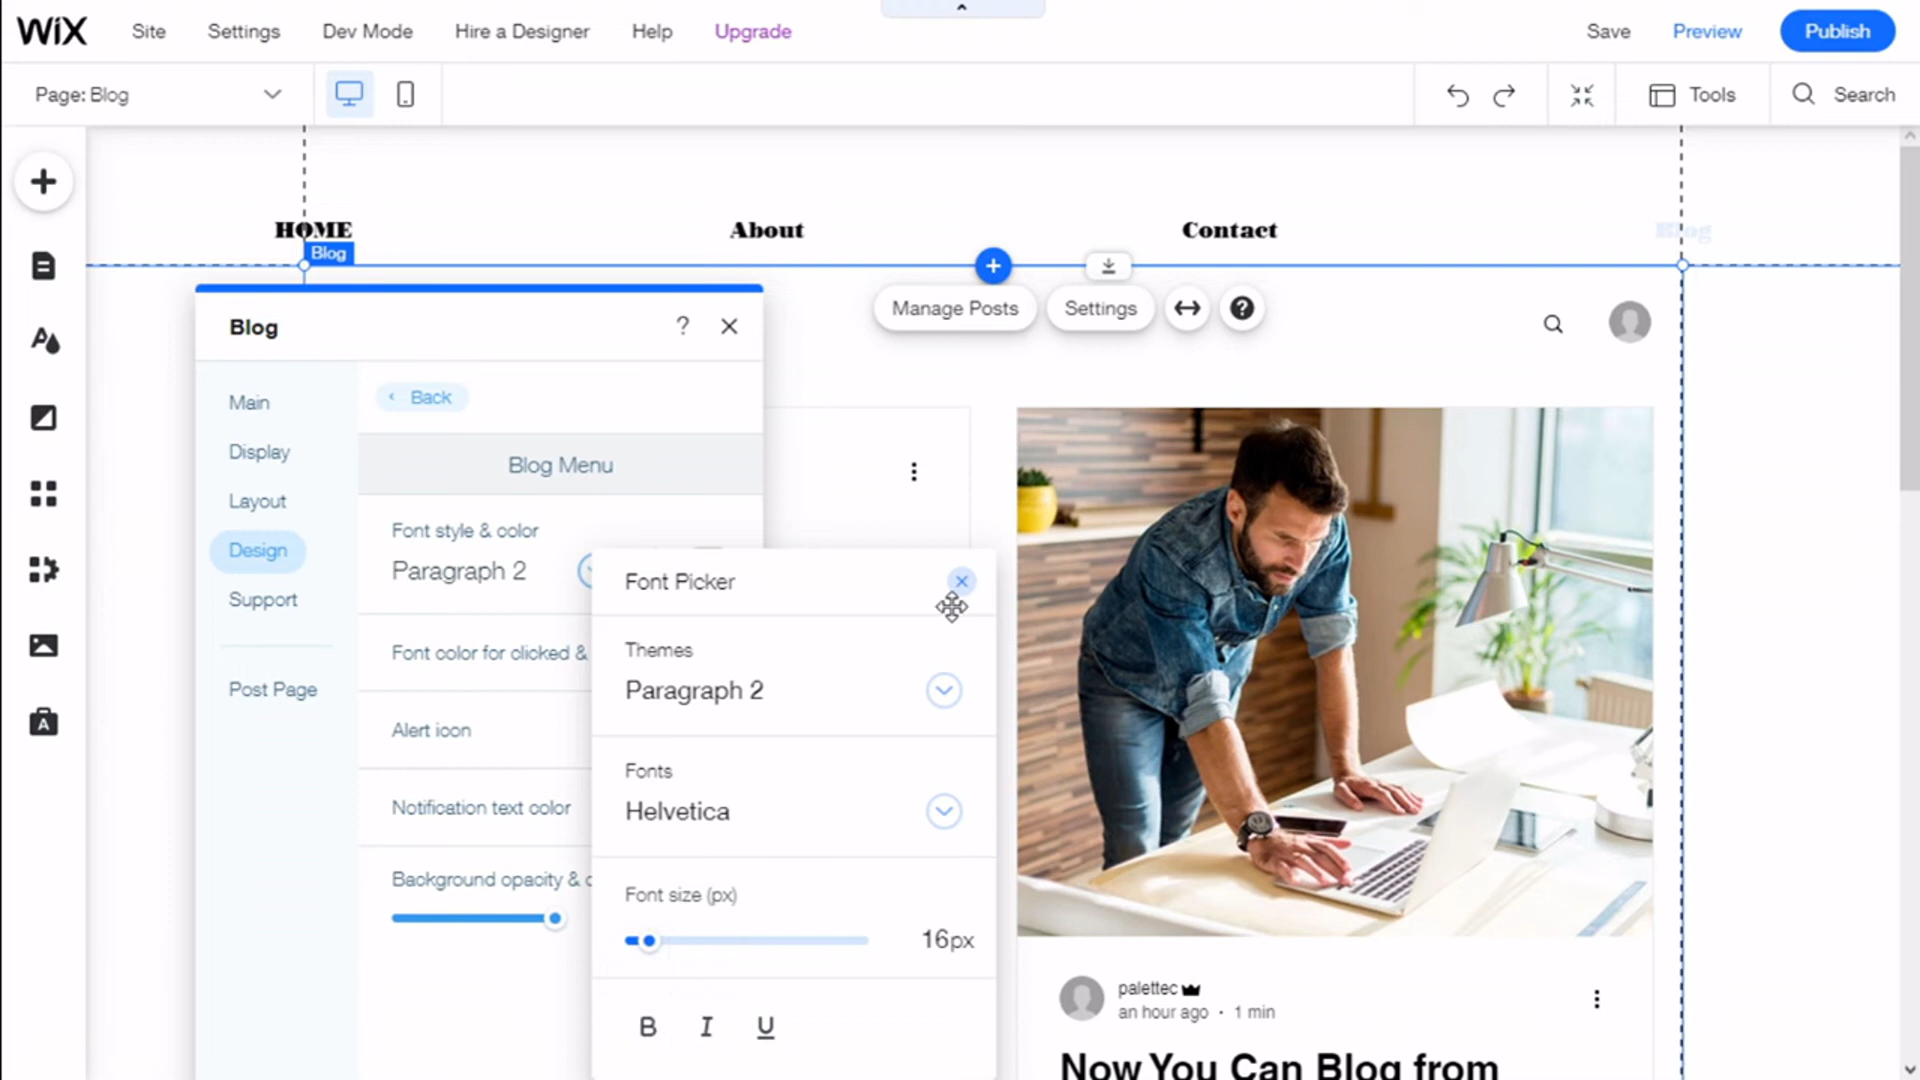 WiX Site Settings Dev Mode Hire a Designer Help Upgrade Save Preview Publish
Page: Blog Tools Search
HOME About Contact Blog
Blog
Manage Posts Settings
Blog ?
Main
Display
Layout
Design
Support
Post Page
Back
Blog Menu
Font style & color
Paragraph 2
Font color for clicked &
Alert icon
Notification text color
Background opacity &
Font Picker
Themes
Paragraph 2
Fonts
Helvetica
Font size (px)
16px
B I U
palettec
an hour ago · 1 min
Now You Can Blog from